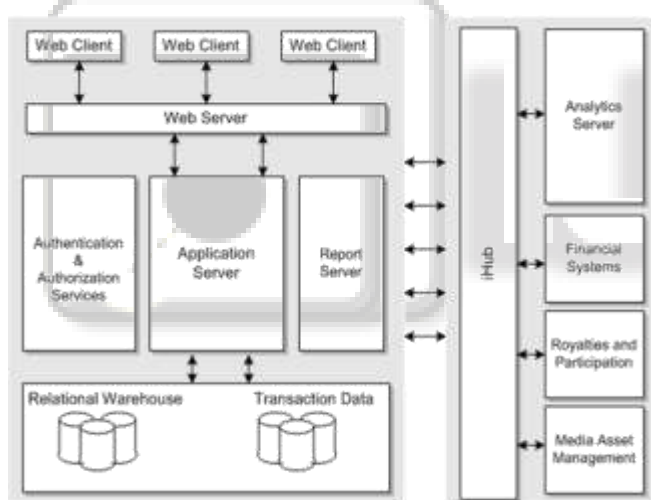 Web Client
Web Client
Web Client
Web Server
Authentication
&
Authorization
Services
Application
Server
Report
Server
Relational Warehouse
Transaction Data
iHub
Analytics
Server
Financial
Systems
Royalties and
Participation
Media Asset
Management